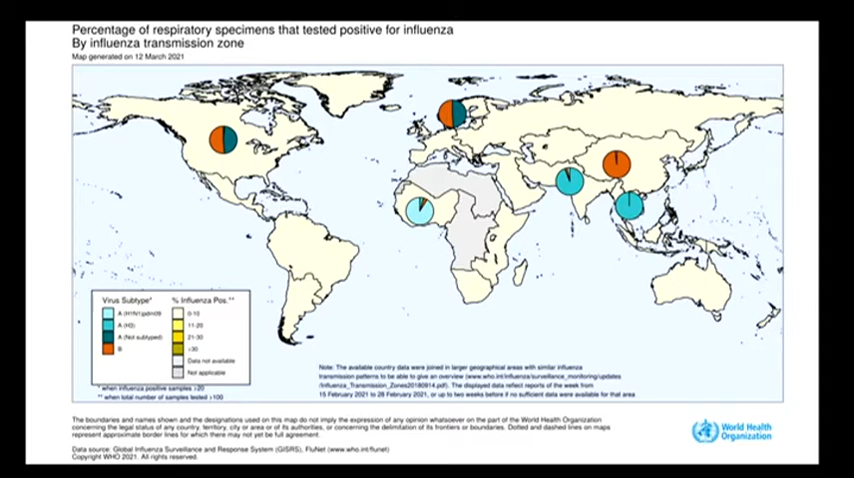 Percentage of respiratory specimens that tested positive for influenza
By influenza transmission zone
Map generated on 12 March 2021
Virus Subtype*
A (H1N1)pdm09
A (H3)
A (Not subtyped)
B
% Influenza Pos.**
0-10
11-20
21-30
>30
Data not available
Not applicable
* when influenza positive samples >20
** when total number of samples tested >100
Note: The available country data were joined in larger geographical areas with similar influenza
transmission patterns to be able to give an overview (www.who.int/influenza/surveillance_monitoring/updates
/Influenza_Transmission_Zones20180914.pdf). The displayed data reflect reports of the week from
15 February 2021 to 28 February 2021, or up to two weeks before if no sufficient data were available for that area
The boundaries and names shown and the designations used on this map do not imply the expression of any opinion whatsoever on the part of the World Health Organization
concerning the legal status of any country, territory, city or area or of its authorities, or concerning the delimitation of its frontiers or boundaries. Dotted and dashed lines on maps
represent approximate border lines for which there may not yet be full agreement.
Data source: Global Influenza Surveillance and Response System (GISRS), FluNet (www.who.int/flunet)
Copyright WHO 2021. All rights reserved.
World Health
Organization